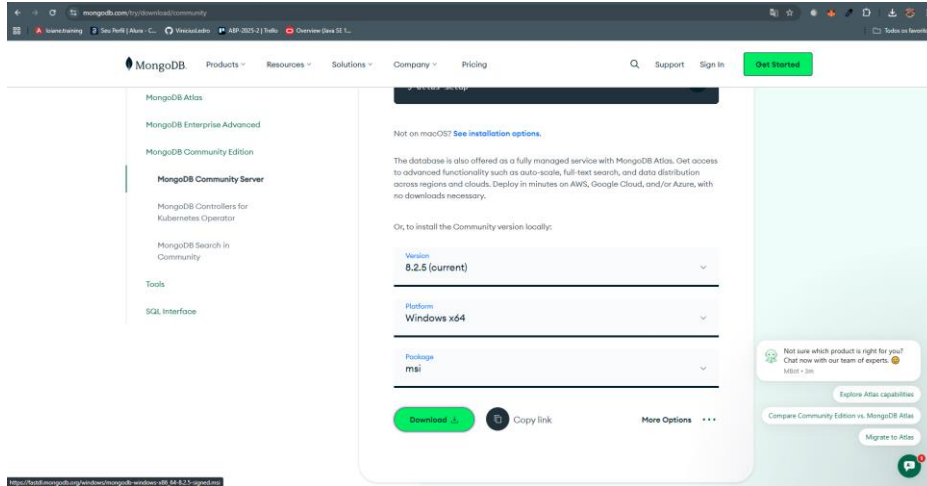 mongodb.com/try/download/community
loiane.training
Seu Perfil | Alura - C...
ViniciusLedro
ABP-2025-2 | Trello
Overview (Java SE 1...
Todos os favorit
MongoDB.
Products
Resources
Solutions
Company
Pricing
Support
Sign In
Get Started
MongoDB Atlas
MongoDB Enterprise Advanced
MongoDB Community Edition
MongoDB Community Server
MongoDB Controllers for
Kubernetes Operator
MongoDB Search in
Community
Tools
SQL Interface
$ atlas setup
Not on macOS? See installation options.
The database is also offered as a fully managed service with MongoDB Atlas. Get access
to advanced functionality such as auto-scale, full-text search, and data distribution
across regions and clouds. Deploy in minutes on AWS, Google Cloud, and/or Azure, with
no downloads necessary.
Or, to install the Community version locally:
Version
8.2.5 (current)
Platform
Windows x64
Package
msi
Download
Copy link
More Options
Not sure which product is right for you?
Chat now with our team of experts. 😊
MBot • 3m
Explore Atlas capabilities
Compare Community Edition vs. MongoDB Atlas
Migrate to Atlas
https://fastdl.mongodb.org/windows/mongodb-windows-x86_64-8.2.5-signed.msi